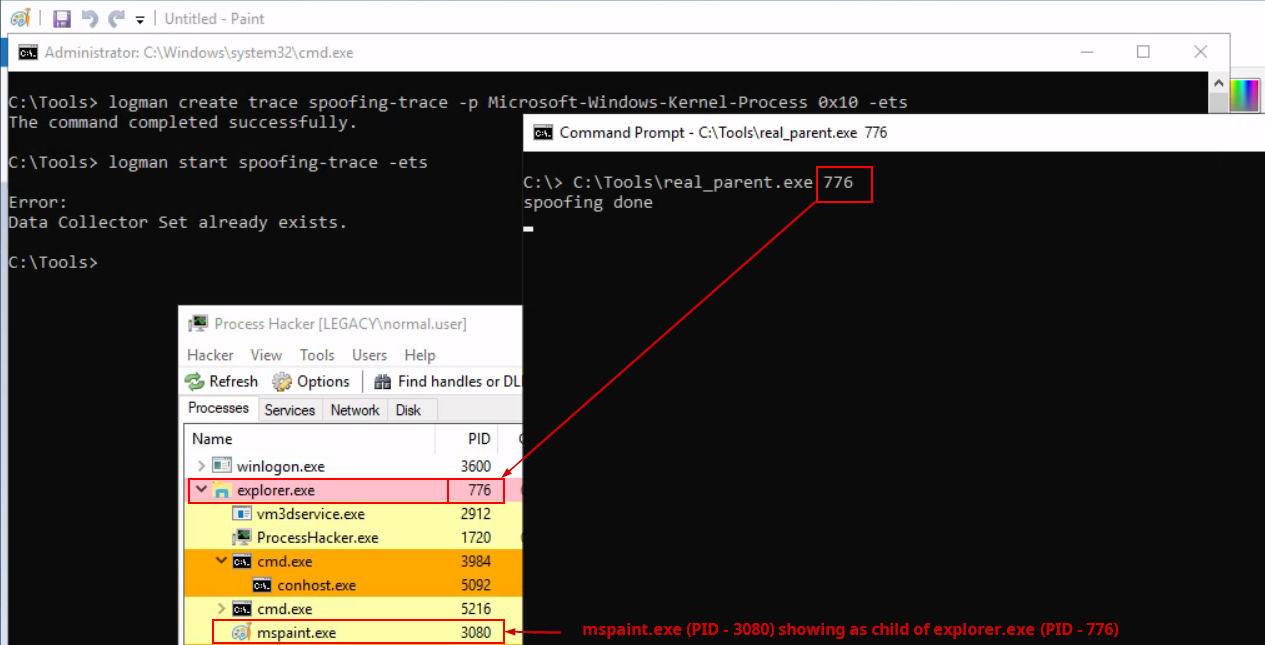 Untitled - Paint
Administrator: C:\Windows\system32\cmd.exe
C:\Tools> logman create trace spoofing-trace -p Microsoft-Windows-Kernel-Process 0x10 -ets
The command completed successfully.
C:\Tools> logman start spoofing-trace -ets
Error:
Data Collector Set already exists.
C:\Tools>
Command Prompt - C:\Tools\real_parent.exe 776
C:\> C:\Tools\real_parent.exe 776
spoofing done
Process Hacker [LEGACY\normal.user]
Hacker View Tools Users Help
Refresh Options Find handles or DL
Processes Services Network Disk
Name PID
winlogon.exe 3600
explorer.exe 776
vm3dservice.exe 2912
ProcessHacker.exe 1720
cmd.exe 3984
conhost.exe 5092
cmd.exe 5216
mspaint.exe 3080
mspaint.exe (PID - 3080) showing as child of explorer.exe (PID - 776)